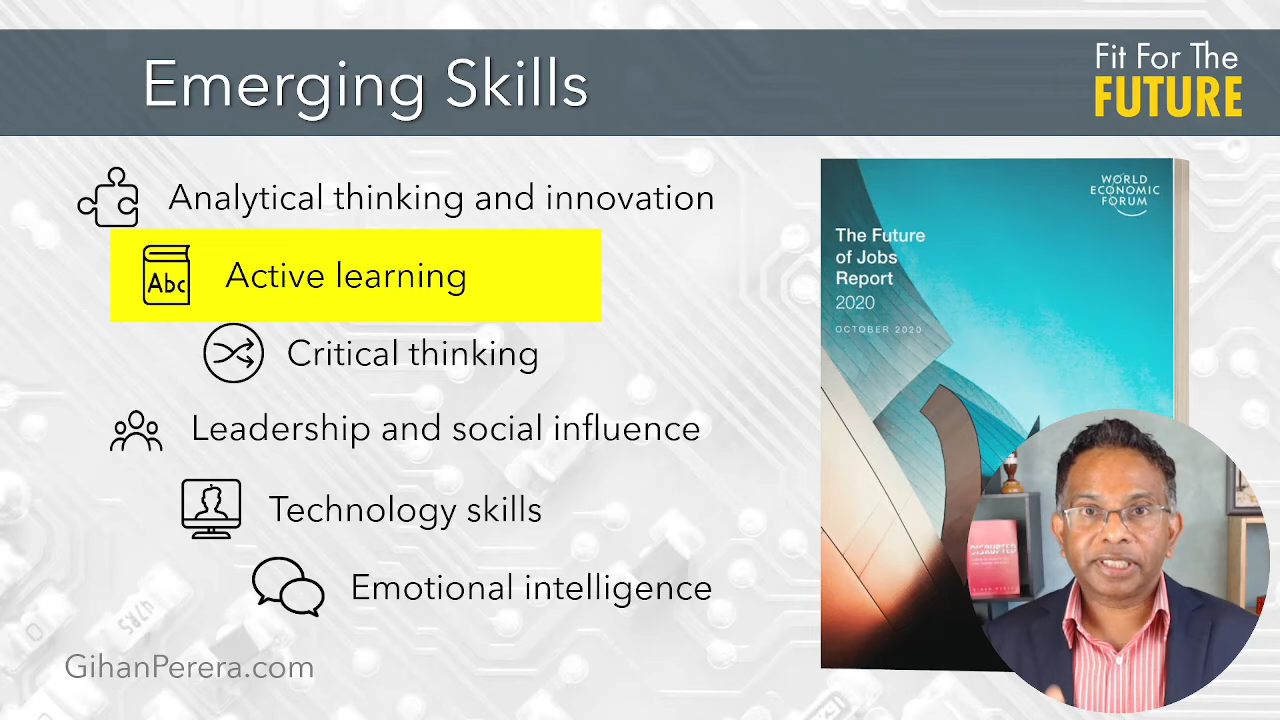 Emerging Skills
Fit For The
FUTURE
Analytical thinking and innovation
Abc
Active learning
Critical thinking
Leadership and social influence
Technology skills
Emotional intelligence
GihanPerera.com
WORLD
ECONOMIC
FORUM
The Future
of Jobs
Report
2020
OCTOBER 2020
DISRUPTED